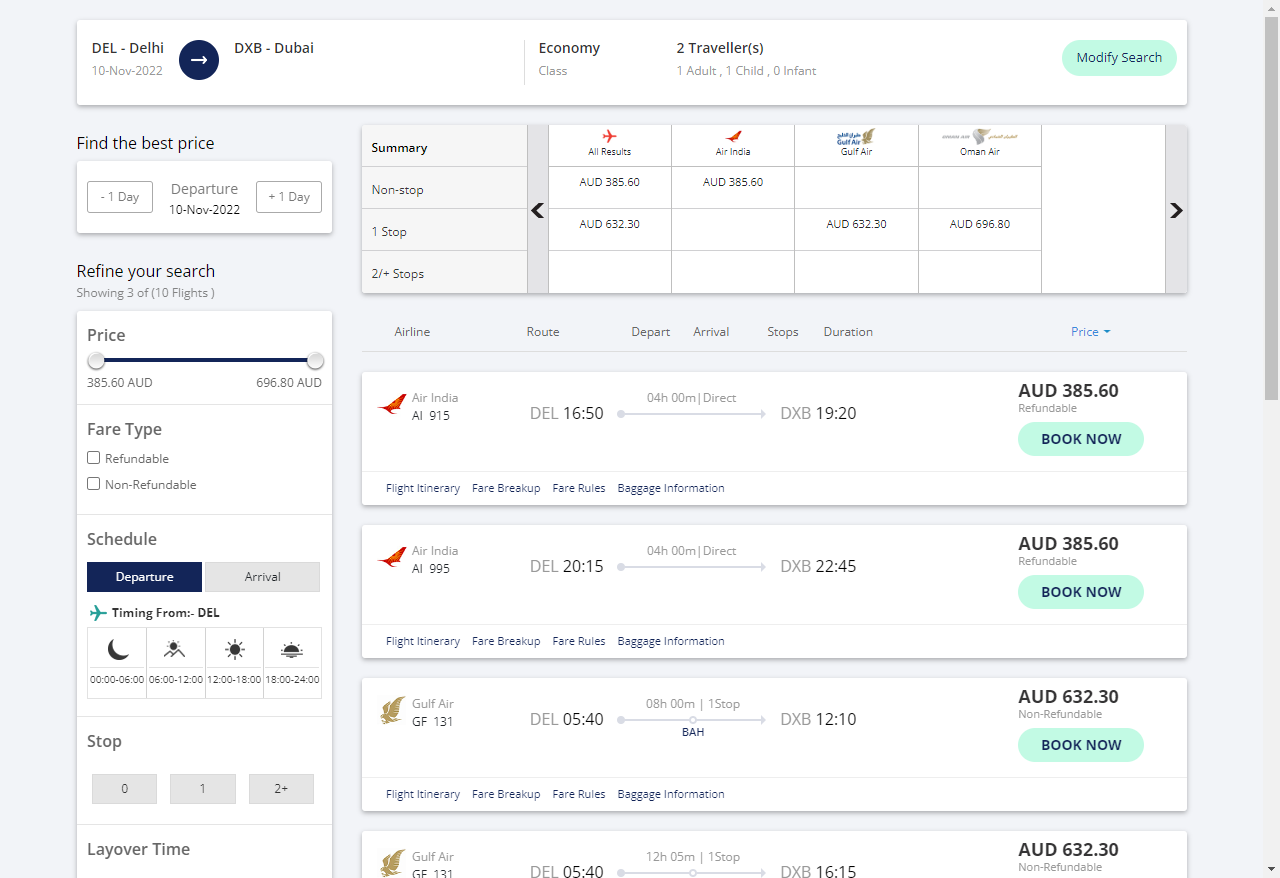 DEL - Delhi
10-Nov-2022
DXB - Dubai
Economy
Class
2 Traveller(s)
1 Adult , 1 Child , 0 Infant
Modify Search
Find the best price
- 1 Day
Departure
10-Nov-2022
+ 1 Day
Refine your search
Showing 3 of (10 Flights )
Price
385.60 AUD 696.80 AUD
Fare Type
Refundable
Non-Refundable
Schedule
Departure Arrival
Timing From:- DEL
00:00-06:00 06:00-12:00 12:00-18:00 18:00-24:00
Stop
0 1 2+
Layover Time
Summary All Results Air India Gulf Air Oman Air
Non-stop AUD 385.60 AUD 385.60
1 Stop AUD 632.30 AUD 632.30 AUD 696.80
2/+ Stops
Airline Route Depart Arrival Stops Duration Price
Air India
AI 915
DEL 16:50
04h 00m|Direct
DXB 19:20
AUD 385.60
Refundable
BOOK NOW
Flight Itinerary Fare Breakup Fare Rules Baggage Information
Air India
AI 995
DEL 20:15
04h 00m|Direct
DXB 22:45
AUD 385.60
Refundable
BOOK NOW
Flight Itinerary Fare Breakup Fare Rules Baggage Information
Gulf Air
GF 131
DEL 05:40
08h 00m | 1Stop
BAH
DXB 12:10
AUD 632.30
Non-Refundable
BOOK NOW
Flight Itinerary Fare Breakup Fare Rules Baggage Information
Gulf Air
GF 131
DEL 05:40
12h 05m | 1Stop
DXB 16:15
AUD 632.30
Non-Refundable